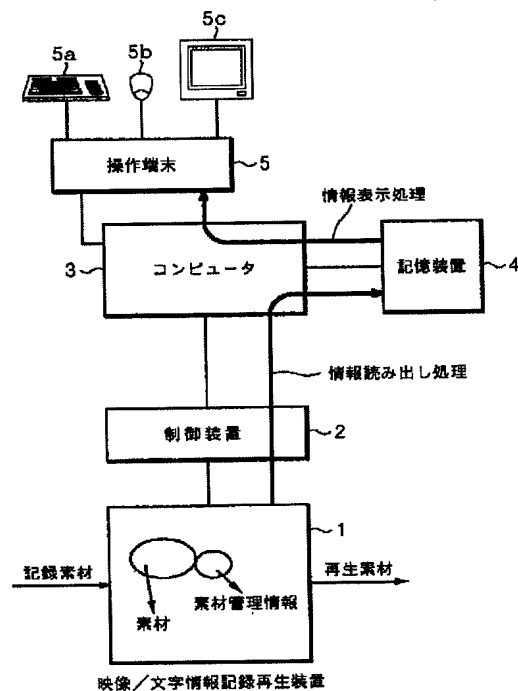 5c
5b
5a
操作端末
5
情報表示処理
3
コンピュータ
記憶装置
4
情報読み出し処理
制御装置
2
1
記録素材
再生素材
素材管理情報
素材
映像／文字情報記録再生装置